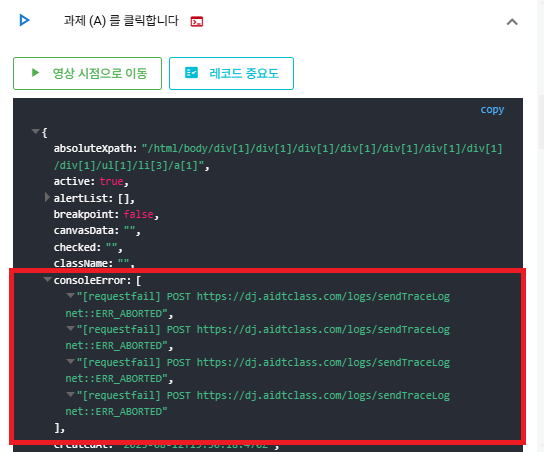 과제 (A) 를 클릭합니다
영상 시점으로 이동
레코드 중요도
copy
{
absoluteXpath: "/html/body/div[1]/div[1]/div[1]/div[1]/div[1]/div[1]/div[1]
/div[1]/ul[1]/li[3]/a[1]",
active: true,
alertList: [],
breakpoint: false,
canvasData: "",
checked: "",
className: "",
consoleError: [
"[requestfail] POST https://dj.aidtclass.com/logs/sendTraceLog
net::ERR_ABORTED",
"[requestfail] POST https://dj.aidtclass.com/logs/sendTraceLog
net::ERR_ABORTED",
"[requestfail] POST https://dj.aidtclass.com/logs/sendTraceLog
net::ERR_ABORTED",
"[requestfail] POST https://dj.aidtclass.com/logs/sendTraceLog
net::ERR_ABORTED"
],